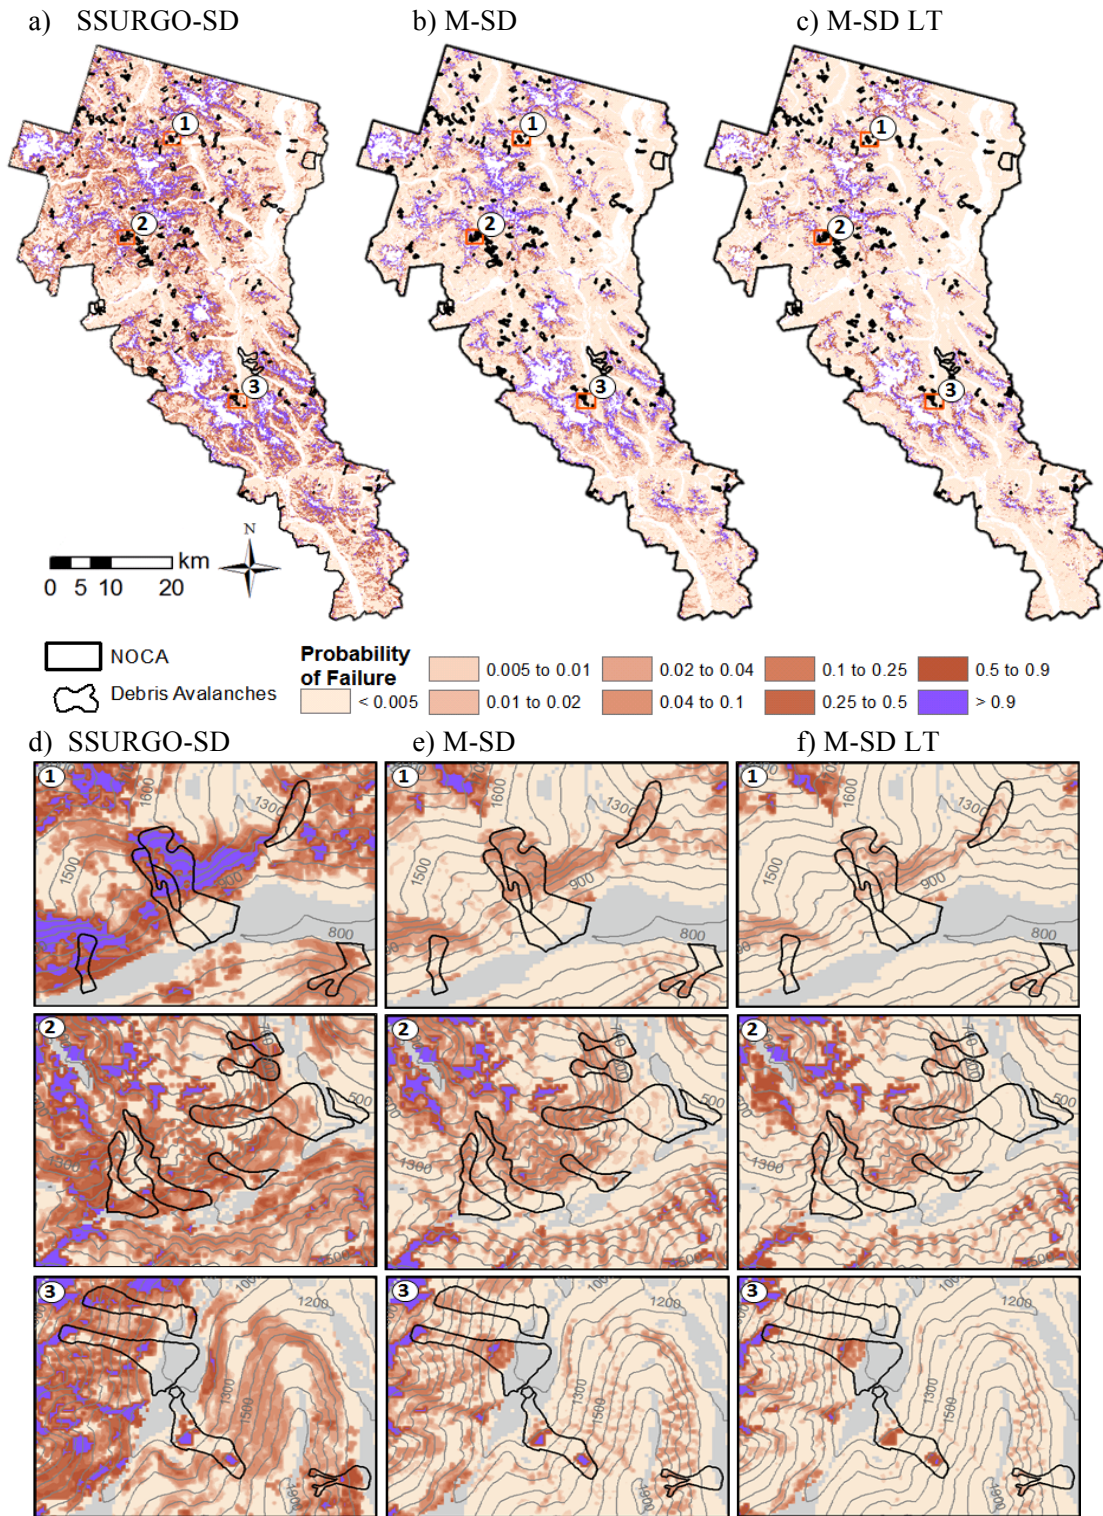 a) SSURGO-SD
b) M-SD
c) M-SD LT
1
1
1
2
2
2
3
3
3
N
km
0 5 10 20
NOCA
Debris Avalanches
Probability
of Failure
< 0.005
0.005 to 0.01
0.01 to 0.02
0.02 to 0.04
0.04 to 0.1
0.1 to 0.25
0.25 to 0.5
0.5 to 0.9
> 0.9
d) SSURGO-SD
e) M-SD
f) M-SD LT
1
1600
1300
1500
900
800
1
1600
1300
1500
900
800
1
1600
1300
1500
900
800
2
700
500
1300
1500
2
500
1300
2
500
1300
3
1200
1300
1500
3
1200
1300
1500
3
1200
1300
1500